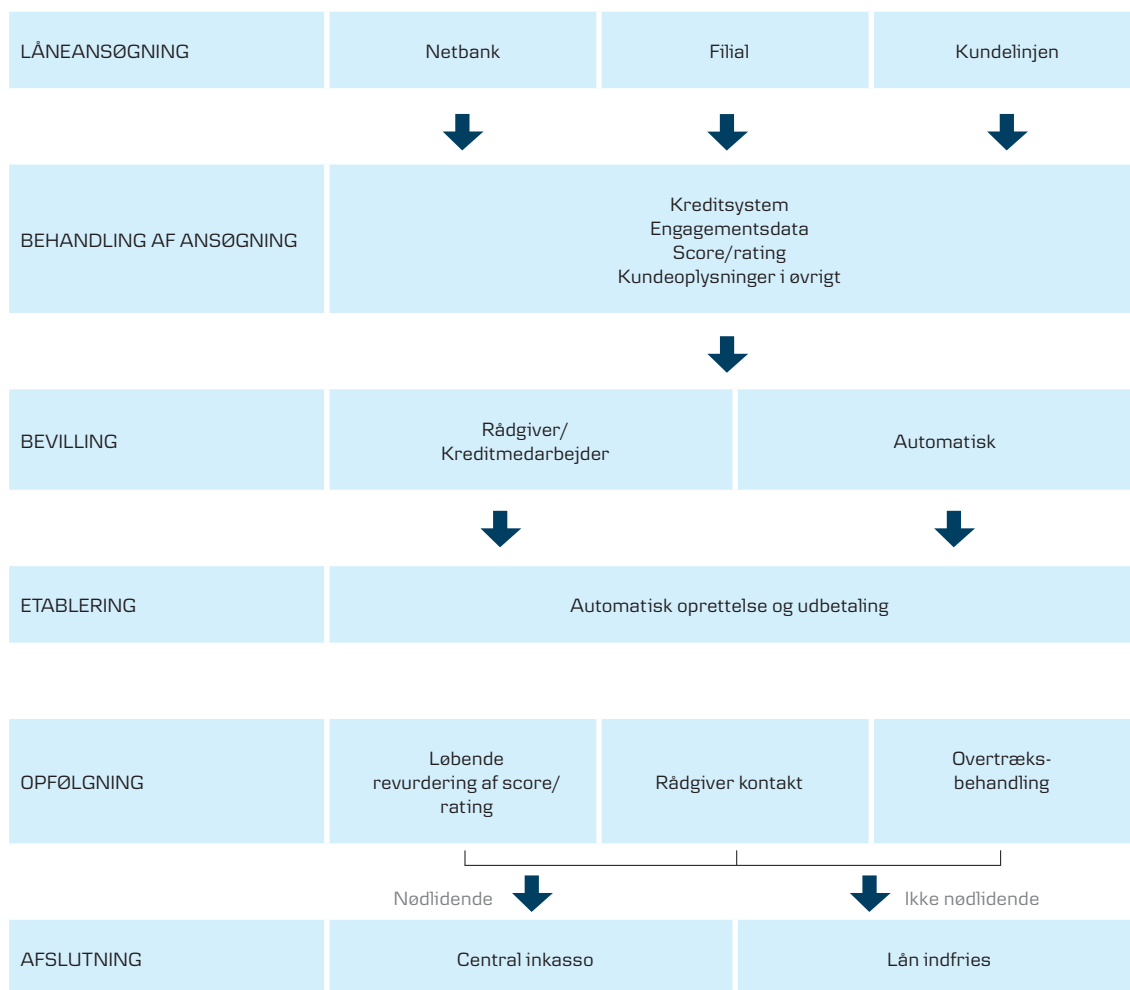 LÅNEANSØGNING
Netbank
Filial
Kundelinjen
BEHANDLING AF ANSØGNING
Kreditsystem
Engagementsdata
Score/rating
Kundeoplysninger i øvrigt
BEVILLING
Rådgiver/
Kreditmedarbejder
Automatisk
ETABLERING
Automatisk oprettelse og udbetaling
OPFØLGNING
Løbende
revurdering af score/
rating
Rådgiver kontakt
Overtræks-
behandling
Nødlidende
Ikke nødlidende
AFSLUTNING
Central inkasso
Lån indfries